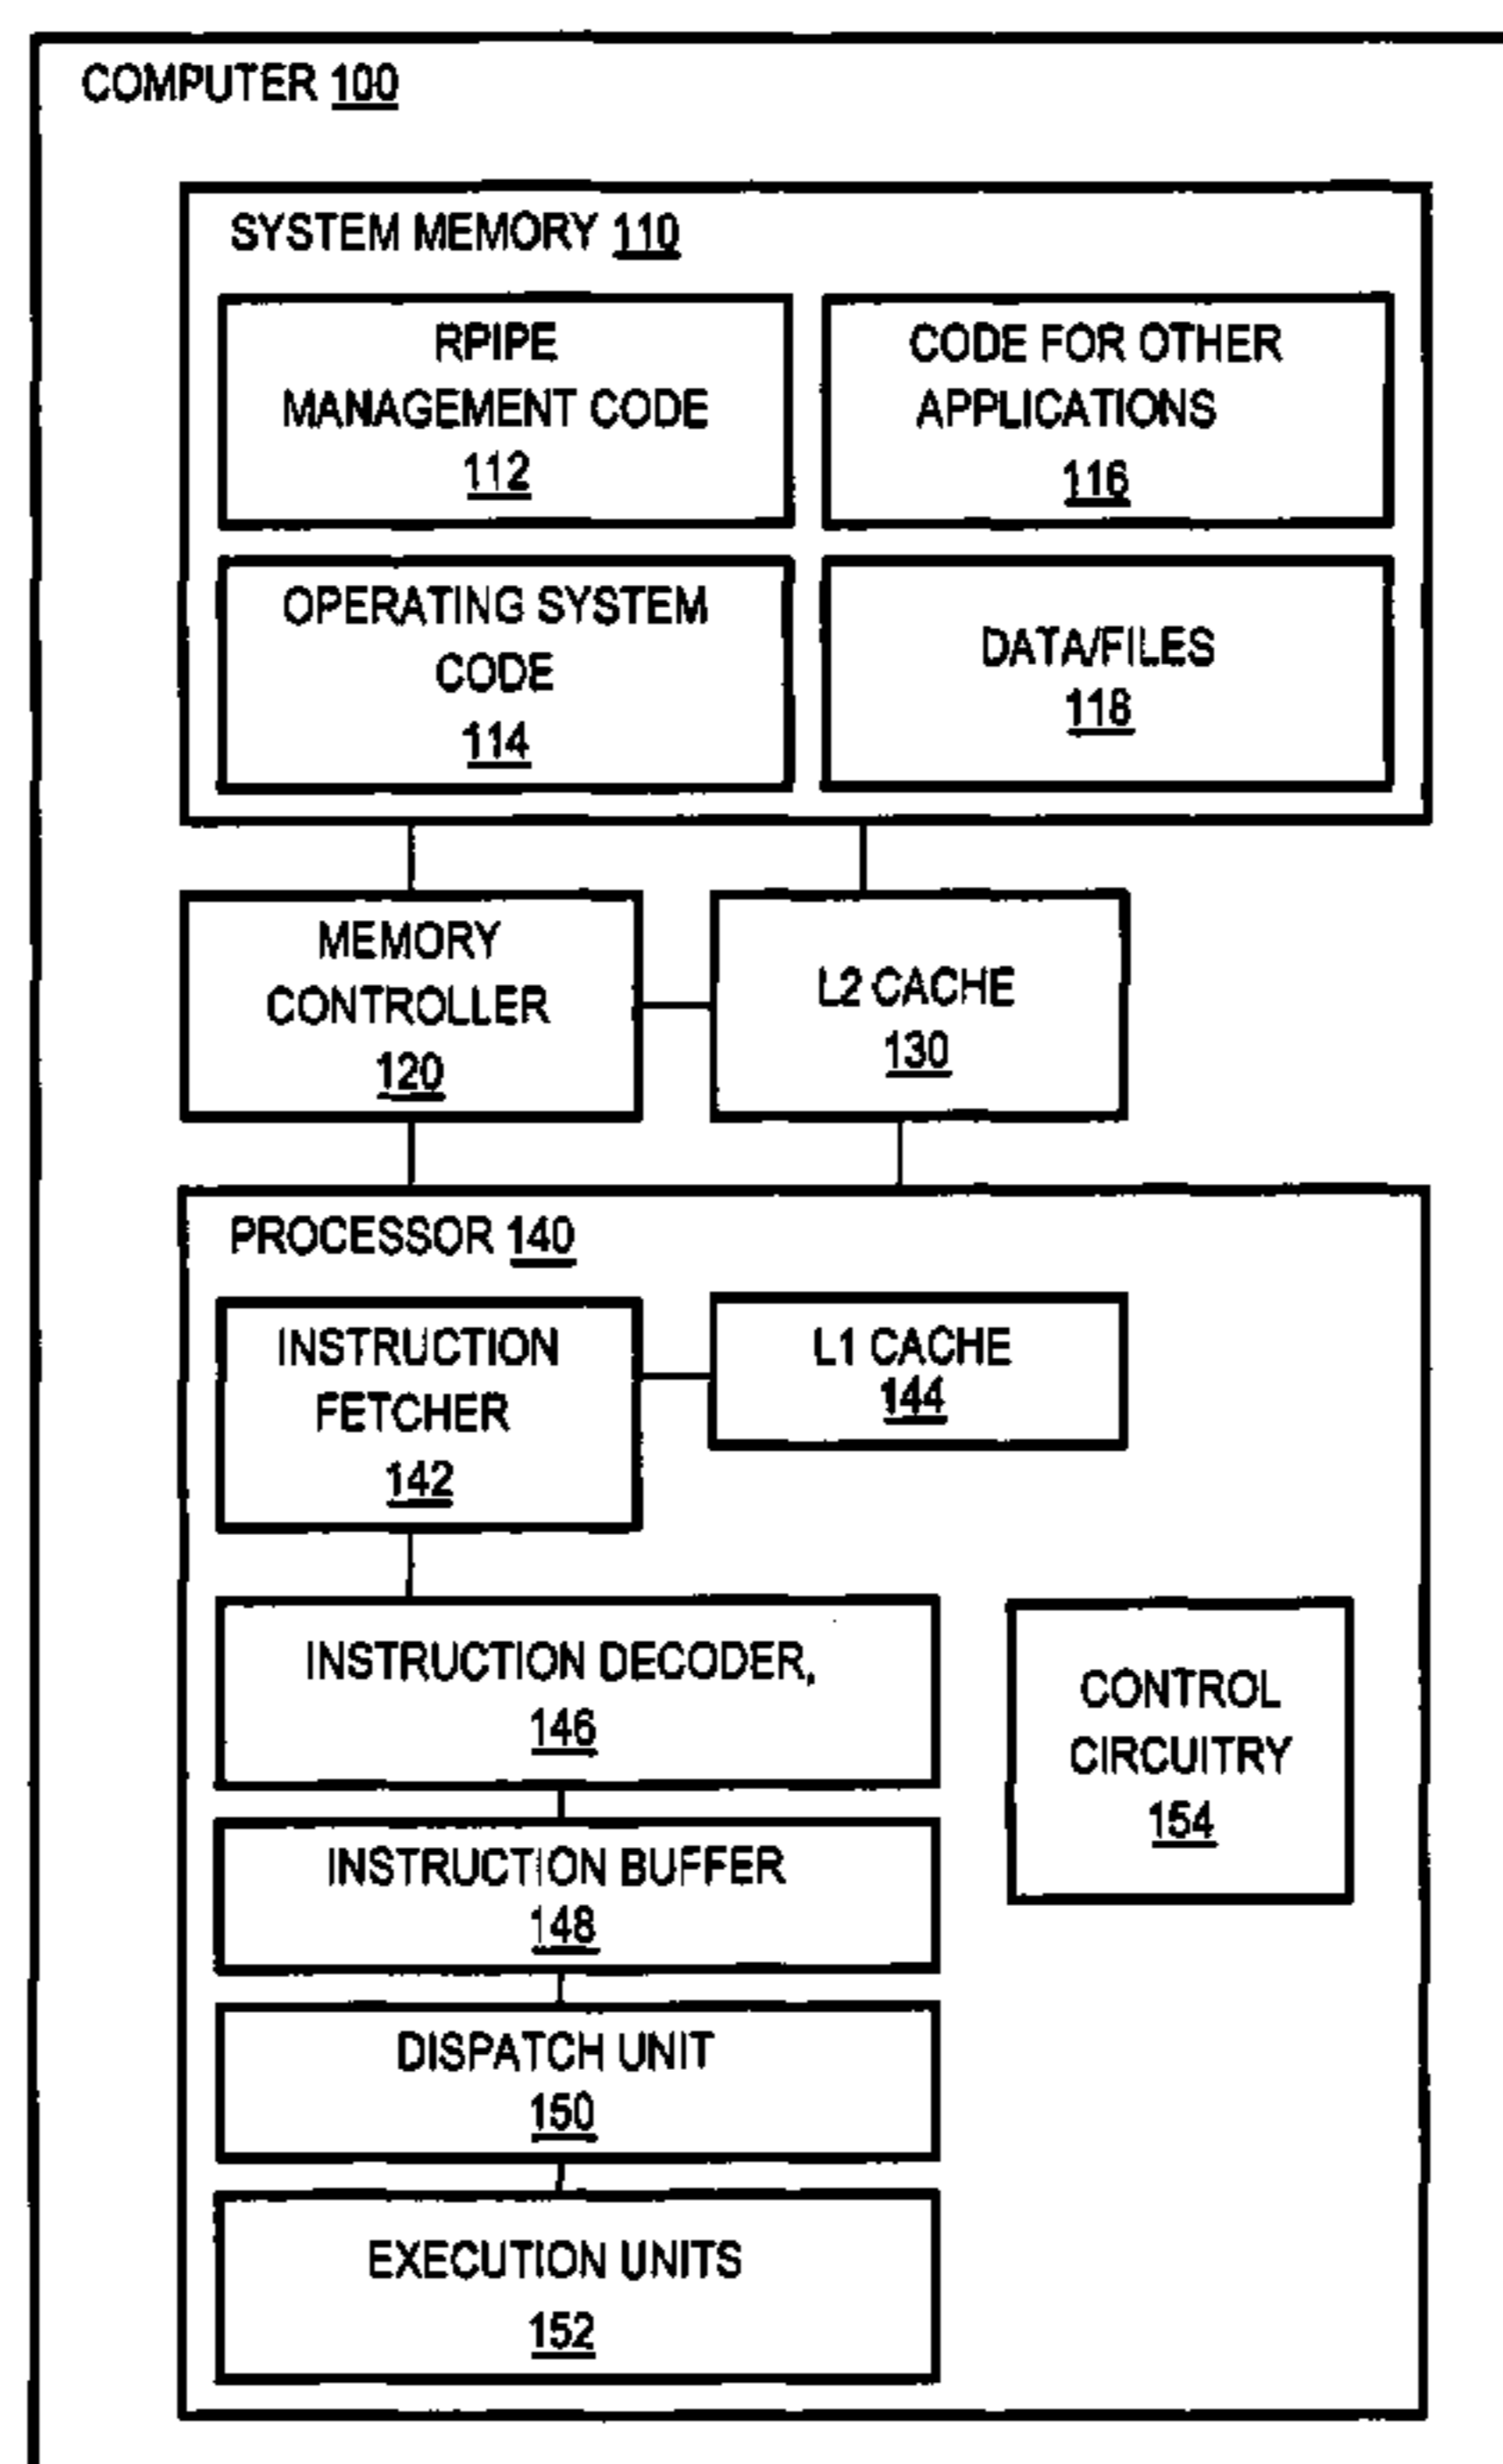 COMPUTER 100
SYSTEM MEMORY 110
RPIPE
MANAGEMENT CODE
112
CODE FOR OTHER
APPLICATIONS
116
OPERATING SYSTEM
CODE
114
DATA/FILES
118
MEMORY
CONTROLLER
120
L2 CACHE
130
PROCESSOR 140
INSTRUCTION
FETCHER
142
L1 CACHE
144
INSTRUCTION DECODER,
146
CONTROL
CIRCUITRY
154
INSTRUCTION BUFFER
148
DISPATCH UNIT
150
EXECUTION UNITS
152